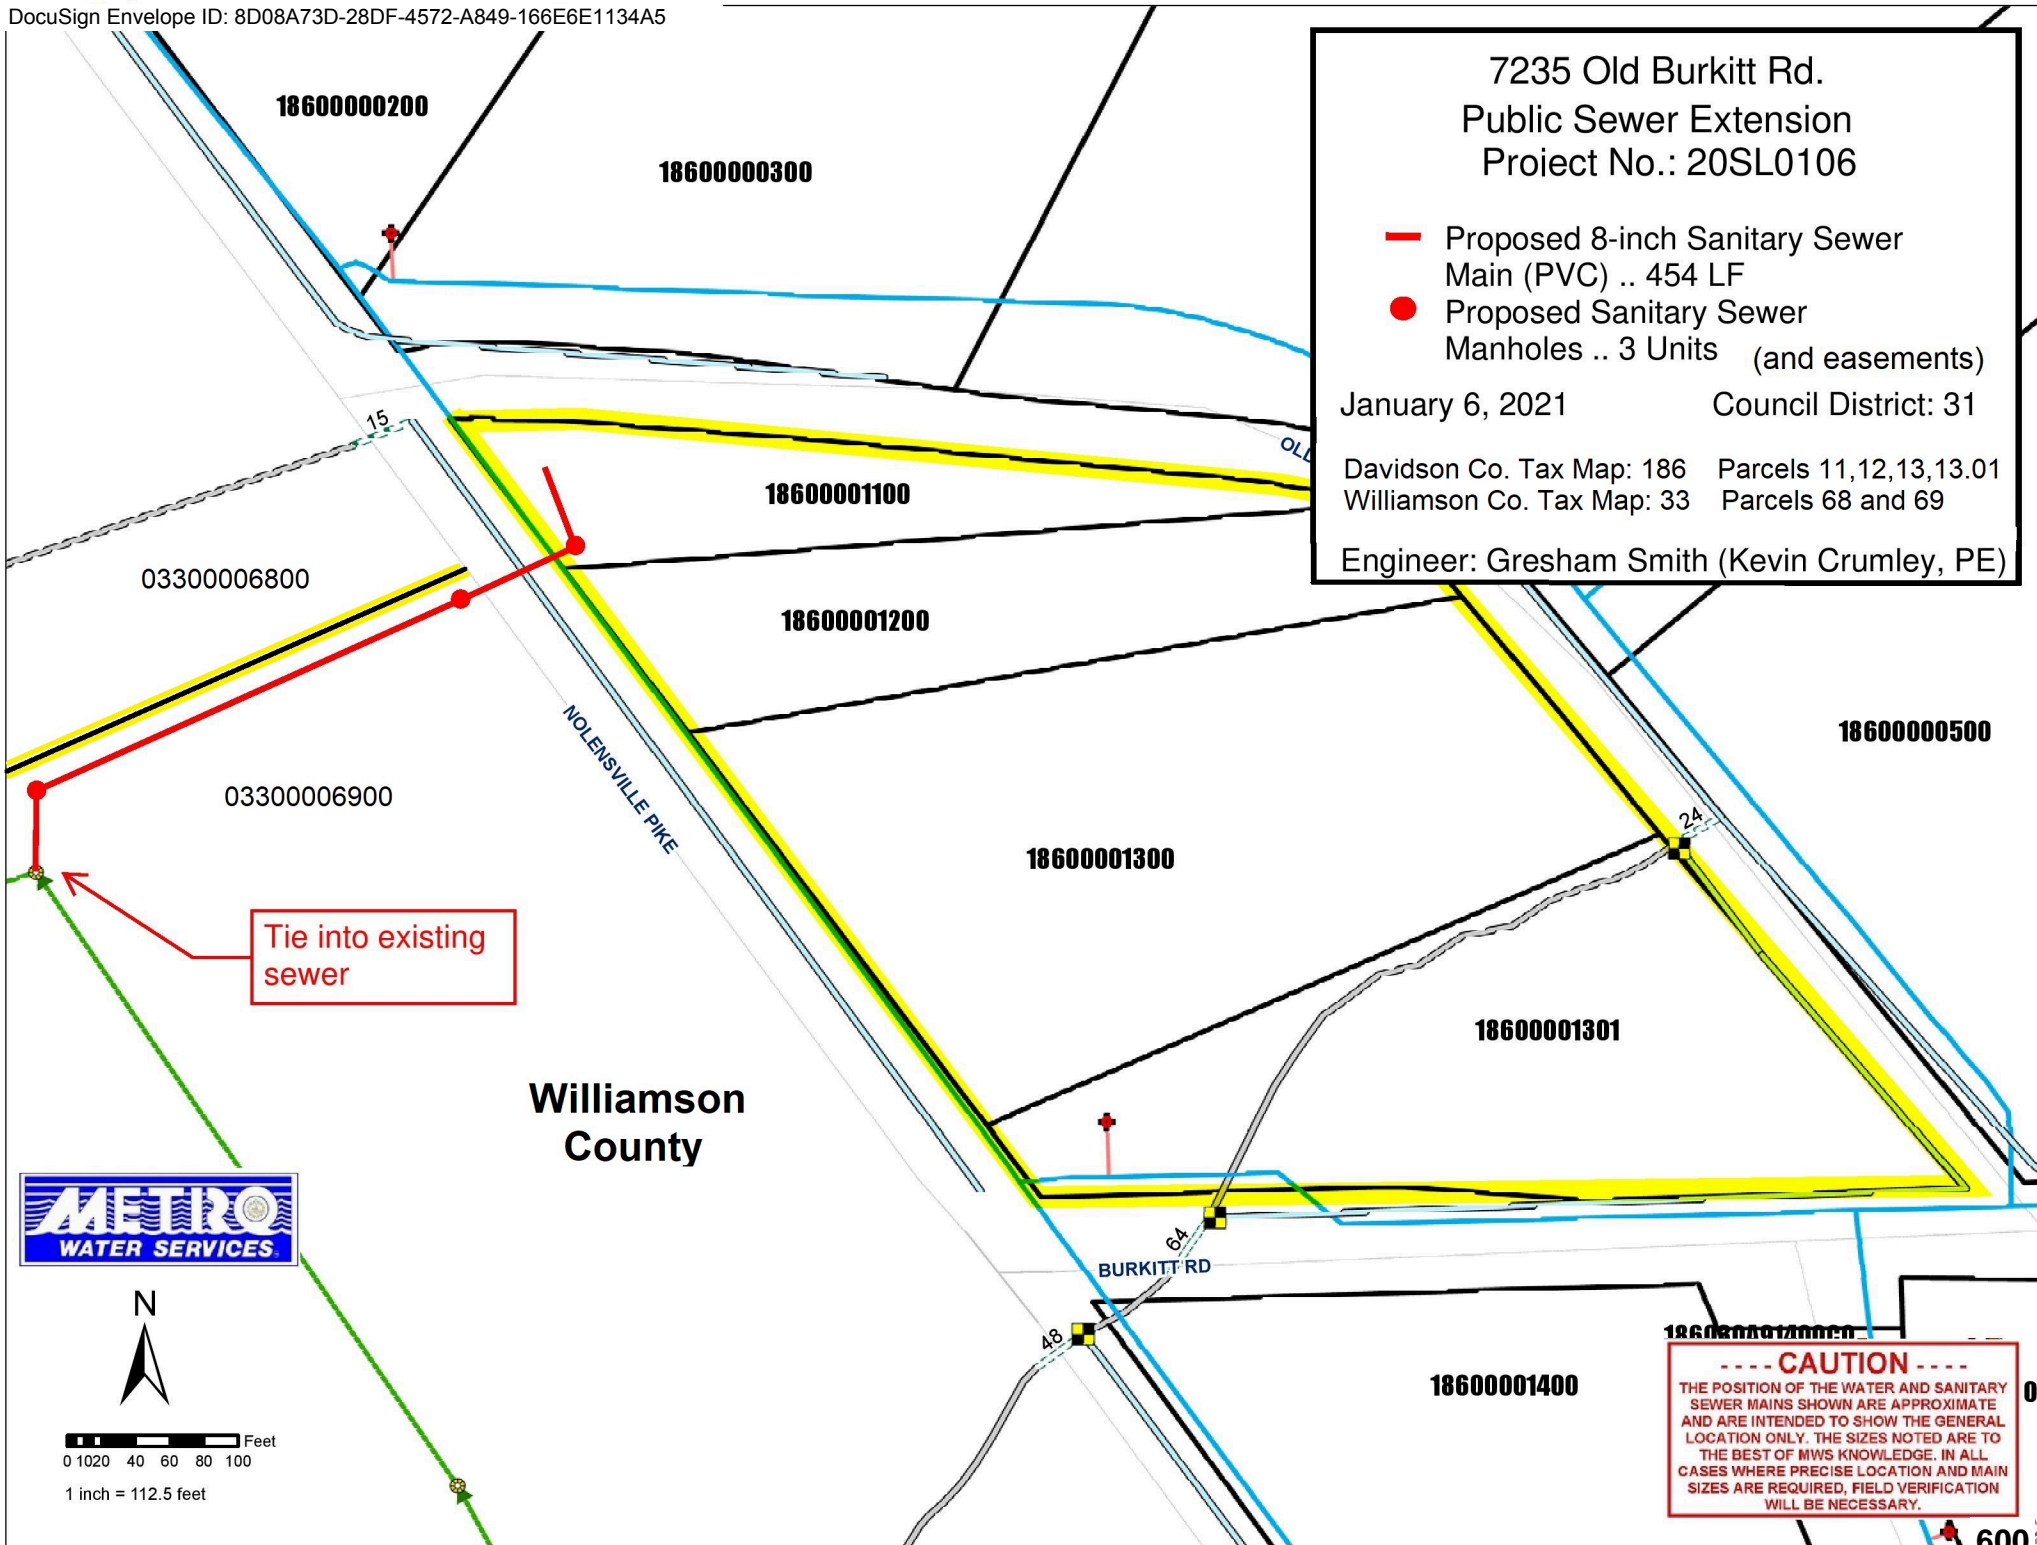 DocuSign Envelope ID: 8D08A73D-28DF-4572-A849-166E6E1134A5
7235 Old Burkitt Rd.
Public Sewer Extension
Project No.: 20SL0106
Proposed 8-inch Sanitary Sewer
Main (PVC) .. 454 LF
Proposed Sanitary Sewer
Manholes .. 3 Units (and easements)
January 6, 2021 Council District: 31
Davidson Co. Tax Map: 186 Parcels 11,12,13,13.01
Williamson Co. Tax Map: 33 Parcels 68 and 69
Engineer: Gresham Smith (Kevin Crumley, PE)
18600000200
18600000300
15
OLD
18600001100
03300006800
18600001200
NOLENSVILLE PIKE
18600000500
03300006900
24
18600001300
Tie into existing
sewer
18600001301
Williamson
County
METRO
WATER SERVICES
64
BURKITT RD
48
18600001400
N
Feet
0 1020 40 60 80 100
1 inch = 112.5 feet
---- CAUTION ----
THE POSITION OF THE WATER AND SANITARY
SEWER MAINS SHOWN ARE APPROXIMATE
AND ARE INTENDED TO SHOW THE GENERAL
LOCATION ONLY. THE SIZES NOTED ARE TO
THE BEST OF MWS KNOWLEDGE. IN ALL
CASES WHERE PRECISE LOCATION AND MAIN
SIZES ARE REQUIRED, FIELD VERIFICATION
WILL BE NECESSARY.
0
600